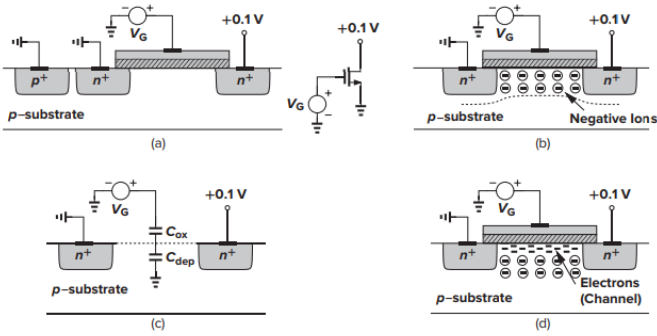 − + +0.1 V
V_G
p+ n+ n+
p−substrate
(a)
+0.1 V
V_G + −
− + +0.1 V
V_G
n+ n+
p−substrate Negative Ions
(b)
− + +0.1 V
V_G
C_ox
n+ C_dep n+
p−substrate
(c)
− + +0.1 V
V_G
n+ n+
Electrons
p−substrate (Channel)
(d)